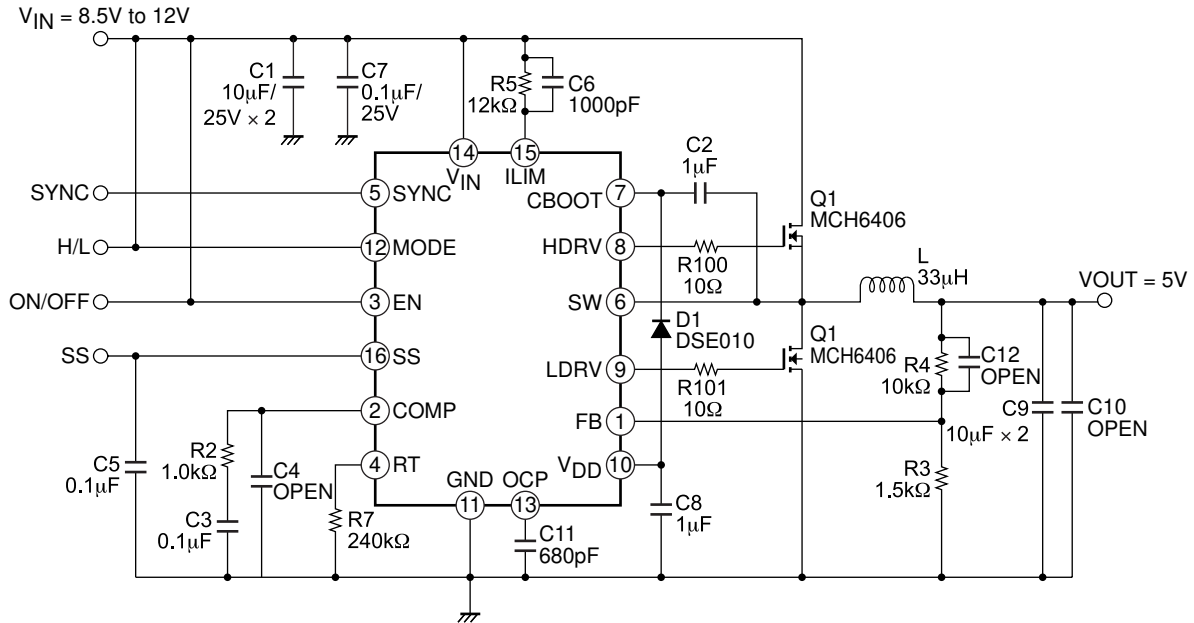 VIN = 8.5V to 12V
C1
10μF/
25V × 2
C7
0.1μF/
25V
R5
12kΩ
C6
1000pF
14
VIN
15
ILIM
C2
1μF
SYNC
5
SYNC
CBOOT
7
Q1
MCH6406
H/L
12
MODE
HDRV
8
R100
10Ω
L
33μH
VOUT = 5V
ON/OFF
3
EN
SW
6
D1
DSE010
Q1
MCH6406
SS
16
SS
LDRV
9
R101
10Ω
R4
10kΩ
C12
OPEN
2
COMP
FB
1
C9
10μF × 2
C10
OPEN
C5
0.1μF
R2
1.0kΩ
C4
OPEN
4
RT
VDD
10
R3
1.5kΩ
GND
11
OCP
13
C8
1μF
C3
0.1μF
R7
240kΩ
C11
680pF